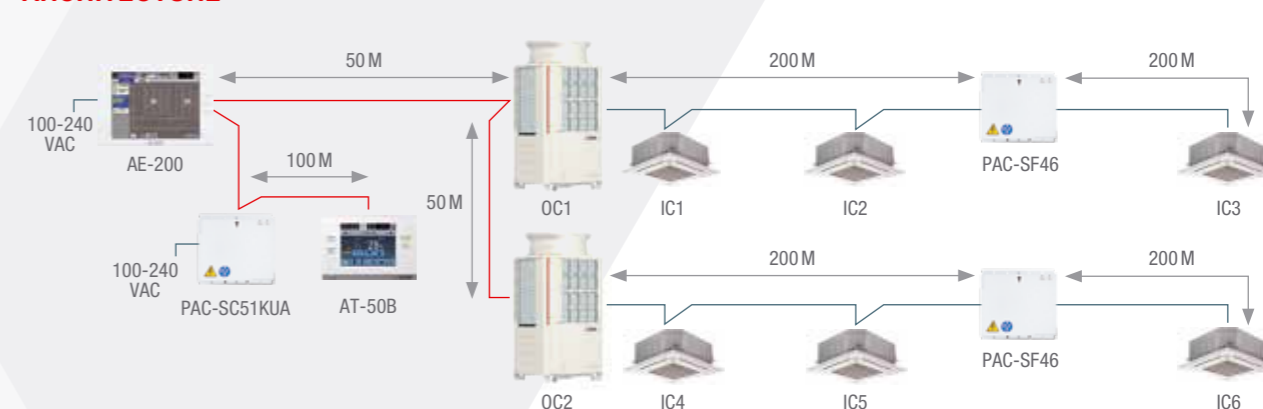 50 M
200 M
200 M
100-240
VAC
AE-200
100 M
PAC-SF46
50 M
OC1
IC1
IC2
IC3
100-240
VAC
PAC-SC51KUA
AT-50B
200 M
200 M
PAC-SF46
OC2
IC4
IC5
IC6